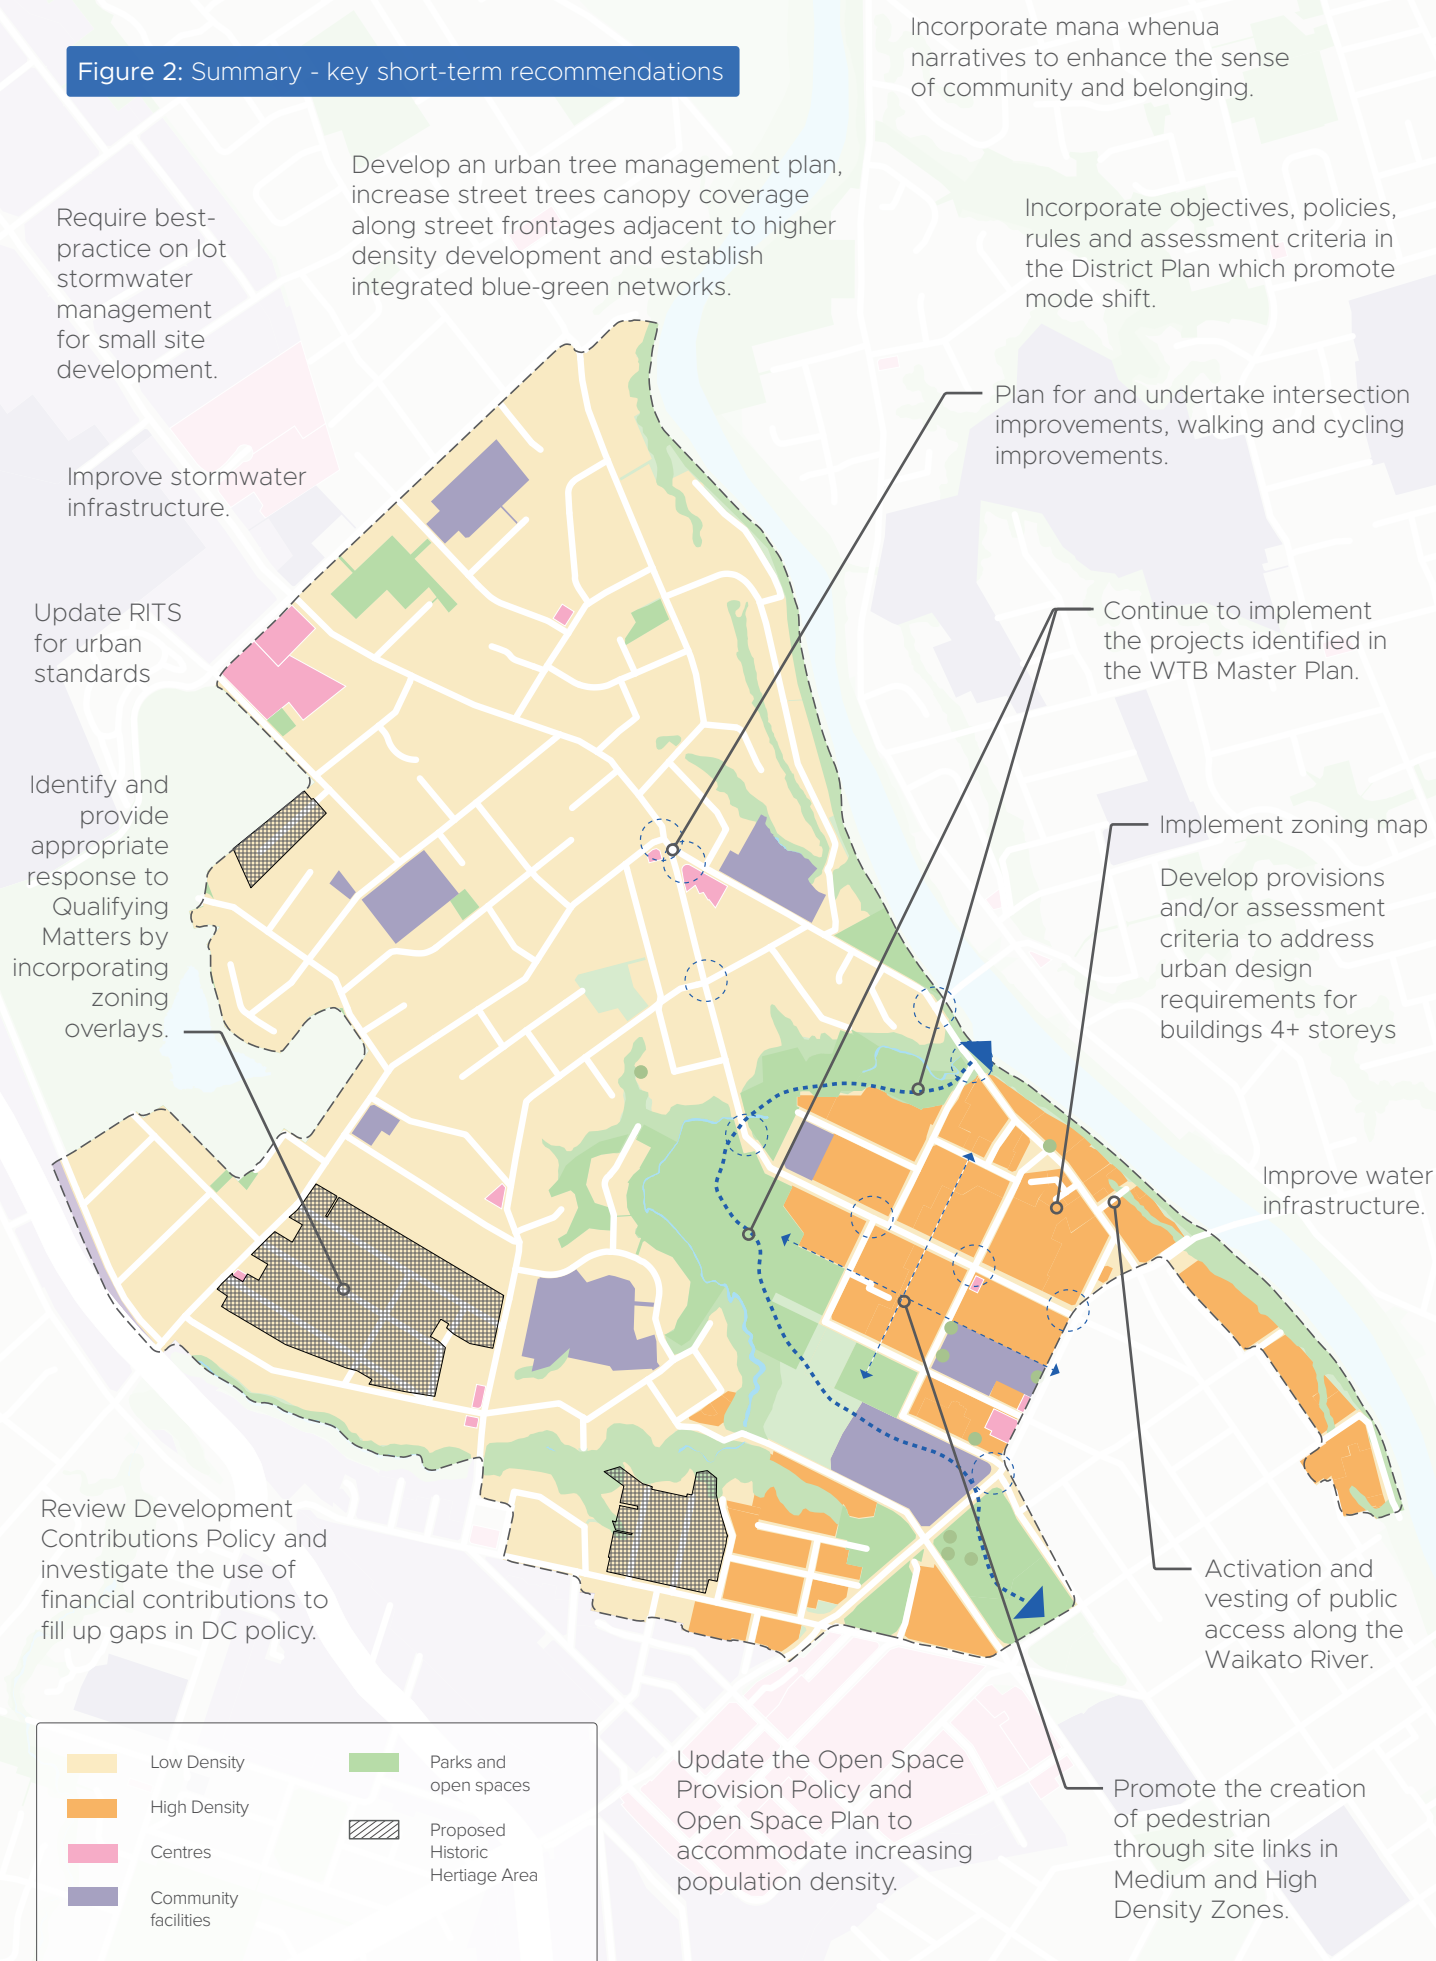 Figure 2: Summary - key short-term recommendations
Incorporate mana whenua
narratives to enhance the sense
of community and belonging.
Develop an urban tree management plan,
increase street trees canopy coverage
along street frontages adjacent to higher
density development and establish
integrated blue-green networks.
Require best-
practice on lot
stormwater
management
for small site
development.
Incorporate objectives, policies,
rules and assessment criteria in
the District Plan which promote
mode shift.
Plan for and undertake intersection
improvements, walking and cycling
improvements.
Improve stormwater
infrastructure.
Update RITS
for urban
standards
Continue to implement
the projects identified in
the WTB Master Plan.
Identify and
provide
appropriate
response to
Qualifying
Matters by
incorporating
zoning
overlays.
Implement zoning map
Develop provisions
and/or assessment
criteria to address
urban design
requirements for
buildings 4+ storeys
Improve water
infrastructure.
Review Development
Contributions Policy and
investigate the use of
financial contributions to
fill up gaps in DC policy.
Activation and
vesting of public
access along the
Waikato River.
Update the Open Space
Provision Policy and
Open Space Plan to
accommodate increasing
population density.
Promote the creation
of pedestrian
through site links in
Medium and High
Density Zones.
Low Density
High Density
Centres
Community
facilities
Parks and
open spaces
Proposed
Historic
Hertiage Area